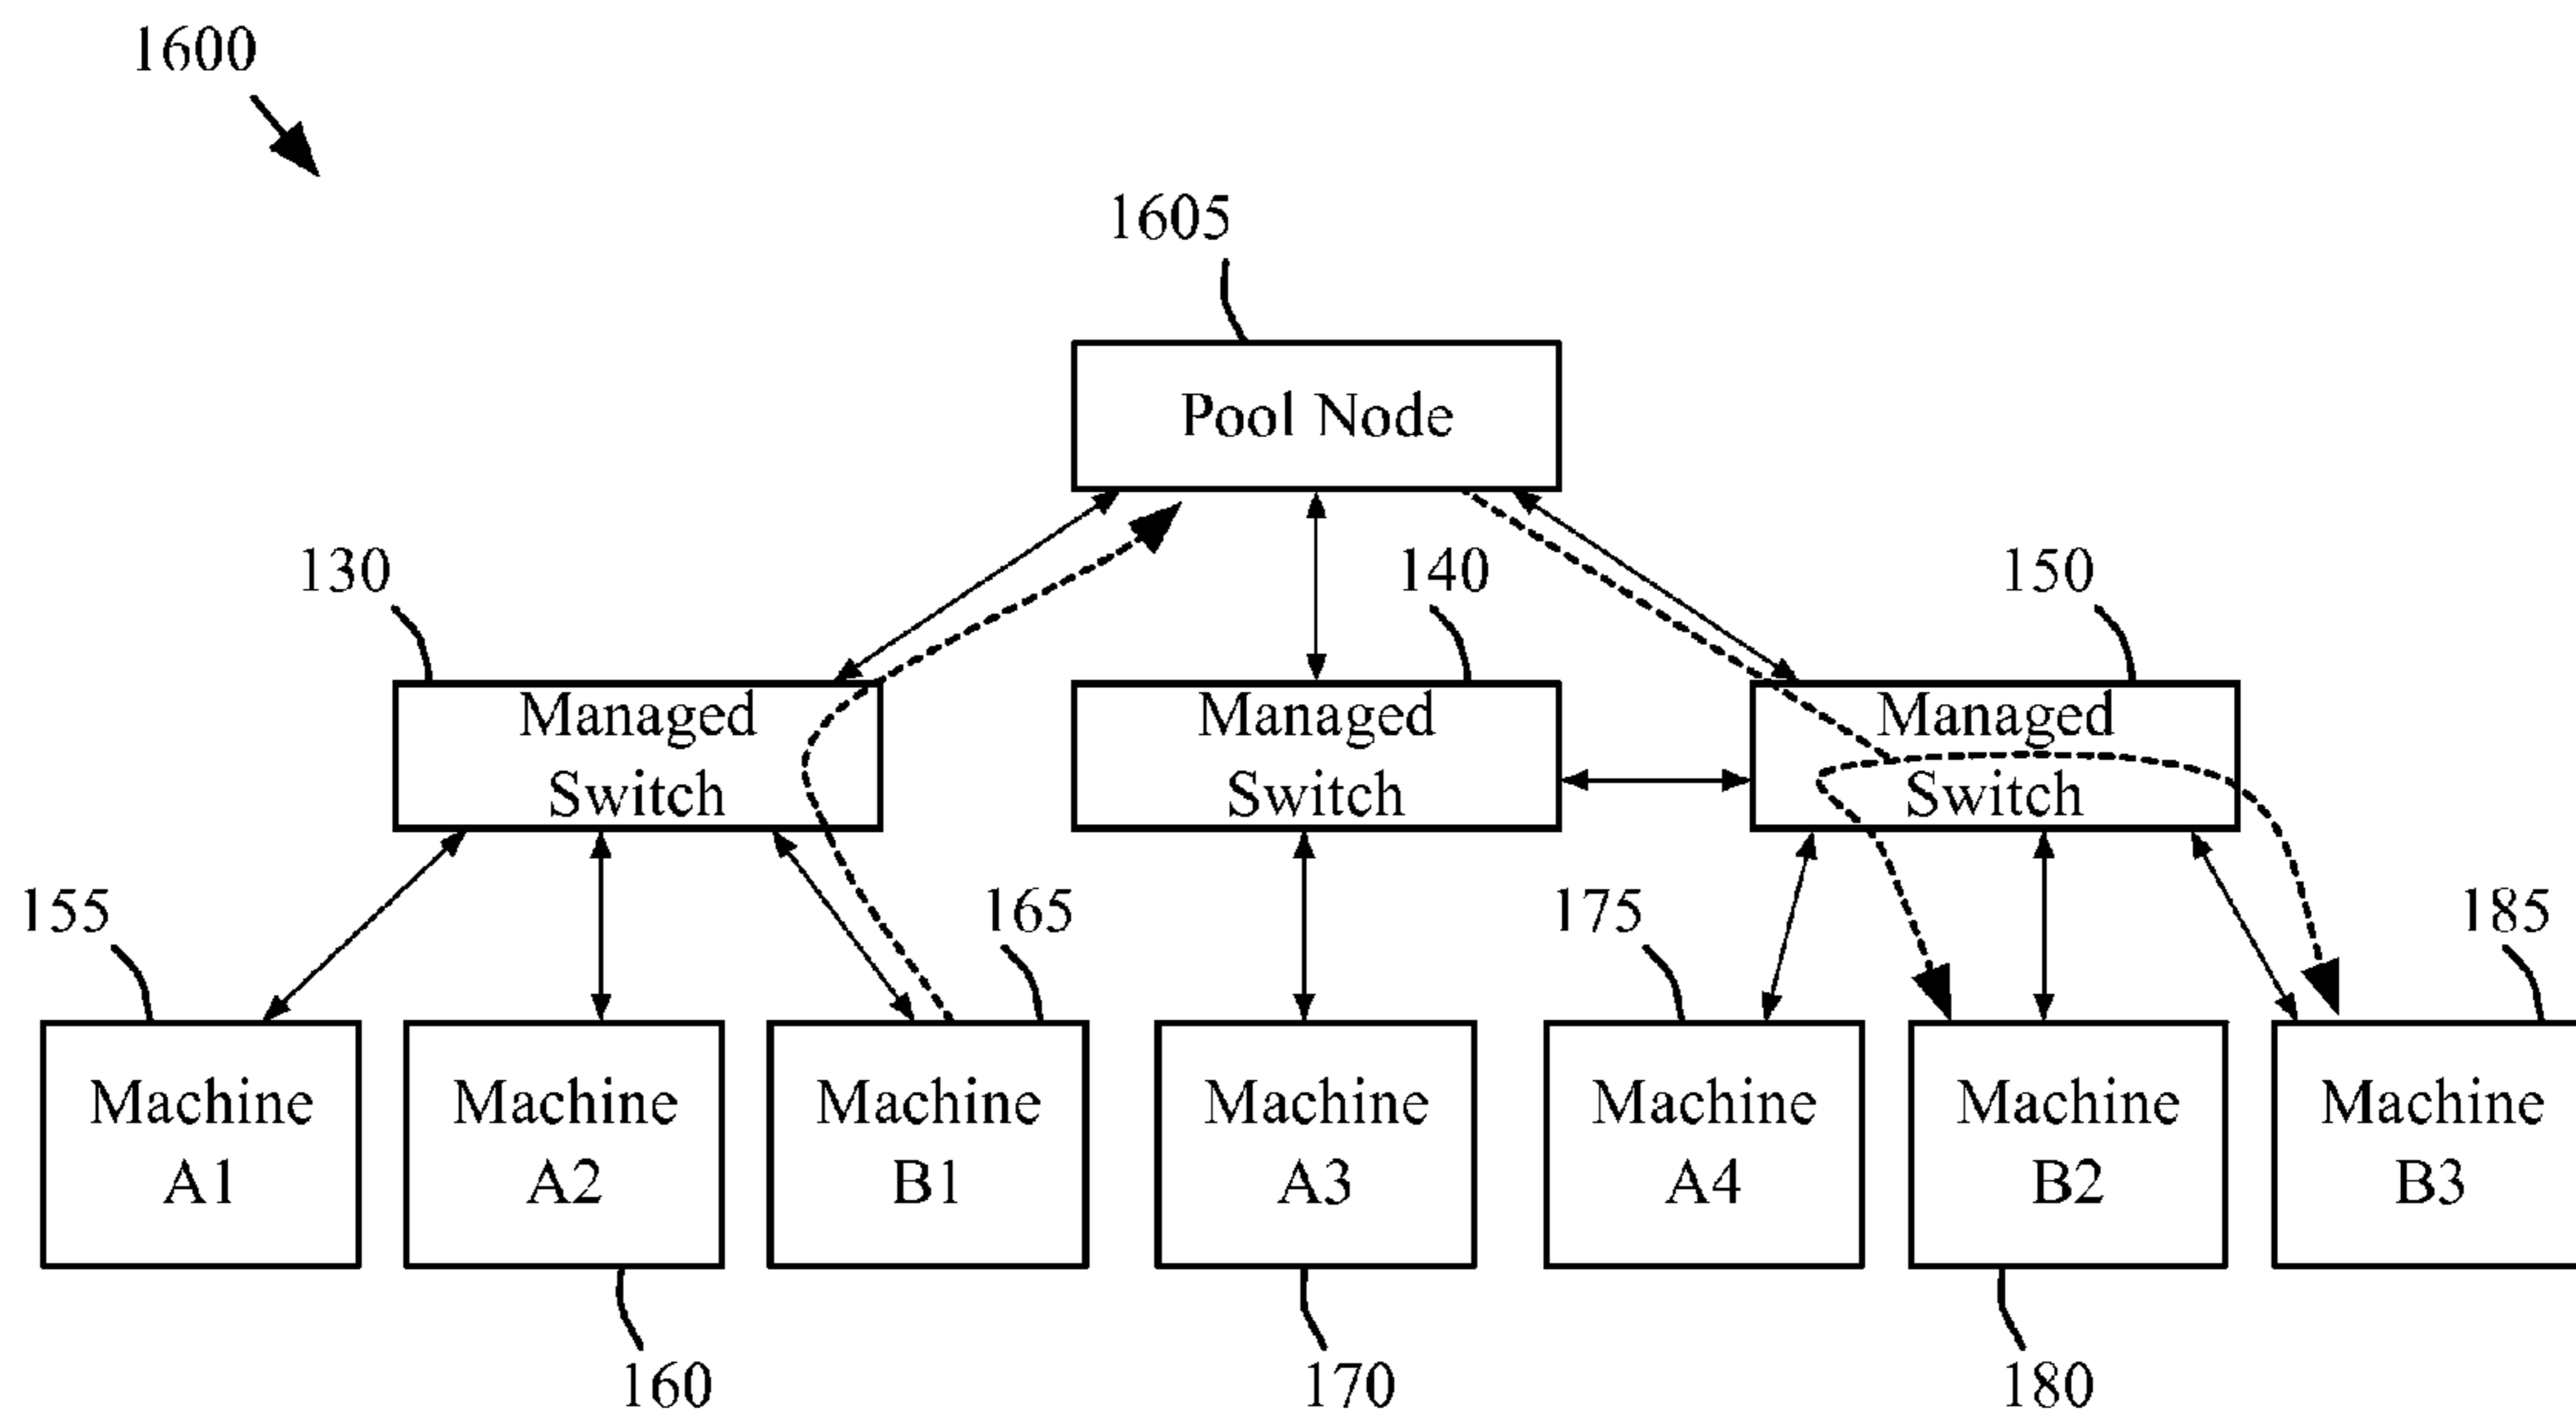 1600
1605
Pool Node
130
140
150
Managed
Switch
Managed
Switch
Managed
Switch
155
165
175
185
Machine
A1
Machine
A2
Machine
B1
Machine
A3
Machine
A4
Machine
B2
Machine
B3
160
170
180